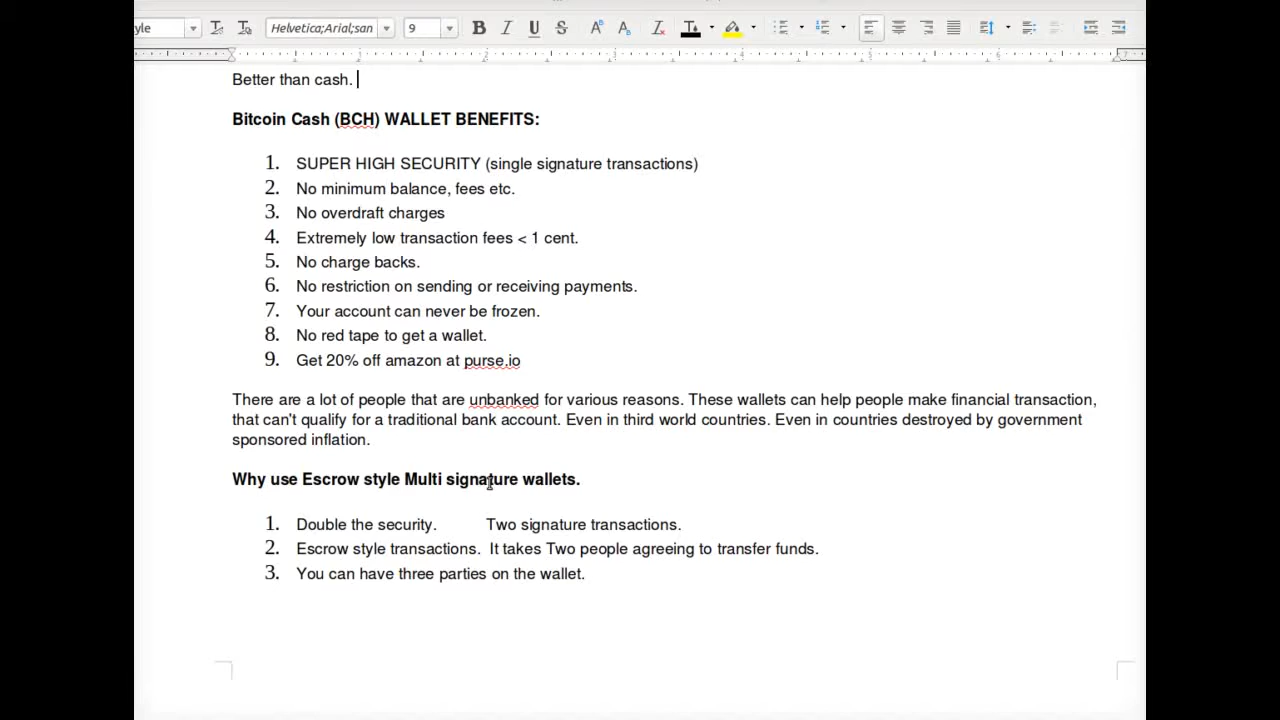 yle
Helvetica;Arial;san
9
Better than cash.
Bitcoin Cash (BCH) WALLET BENEFITS:
1. SUPER HIGH SECURITY (single signature transactions)
2. No minimum balance, fees etc.
3. No overdraft charges
4. Extremely low transaction fees < 1 cent.
5. No charge backs.
6. No restriction on sending or receiving payments.
7. Your account can never be frozen.
8. No red tape to get a wallet.
9. Get 20% off amazon at purse.io
There are a lot of people that are unbanked for various reasons. These wallets can help people make financial transaction,
that can't qualify for a traditional bank account. Even in third world countries. Even in countries destroyed by government
sponsored inflation.
Why use Escrow style Multi signature wallets.
1. Double the security. Two signature transactions.
2. Escrow style transactions. It takes Two people agreeing to transfer funds.
3. You can have three parties on the wallet.